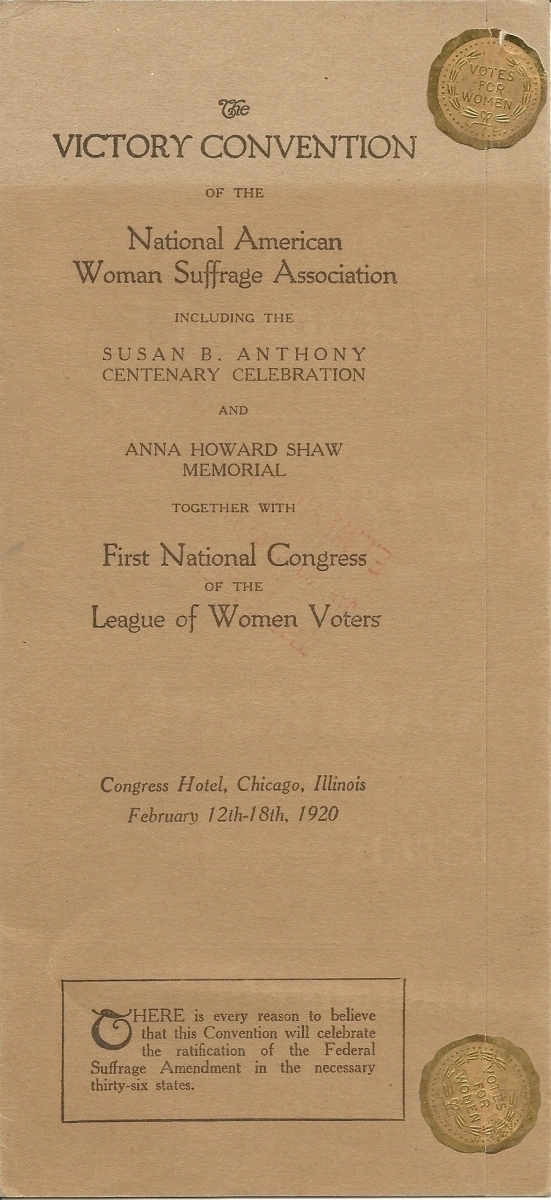 VOTES
FOR
WOMEN
The
VICTORY CONVENTION
OF THE
National American
Woman Suffrage Association
INCLUDING THE
SUSAN B. ANTHONY
CENTENARY CELEBRATION
AND
ANNA HOWARD SHAW
MEMORIAL
TOGETHER WITH
First National Congress
OF THE
League of Women Voters
Congress Hotel, Chicago, Illinois
February 12th-18th, 1920
THERE is every reason to believe
that this Convention will celebrate
the ratification of the Federal
Suffrage Amendment in the necessary
thirty-six states.
VOTES
FOR
WOMEN